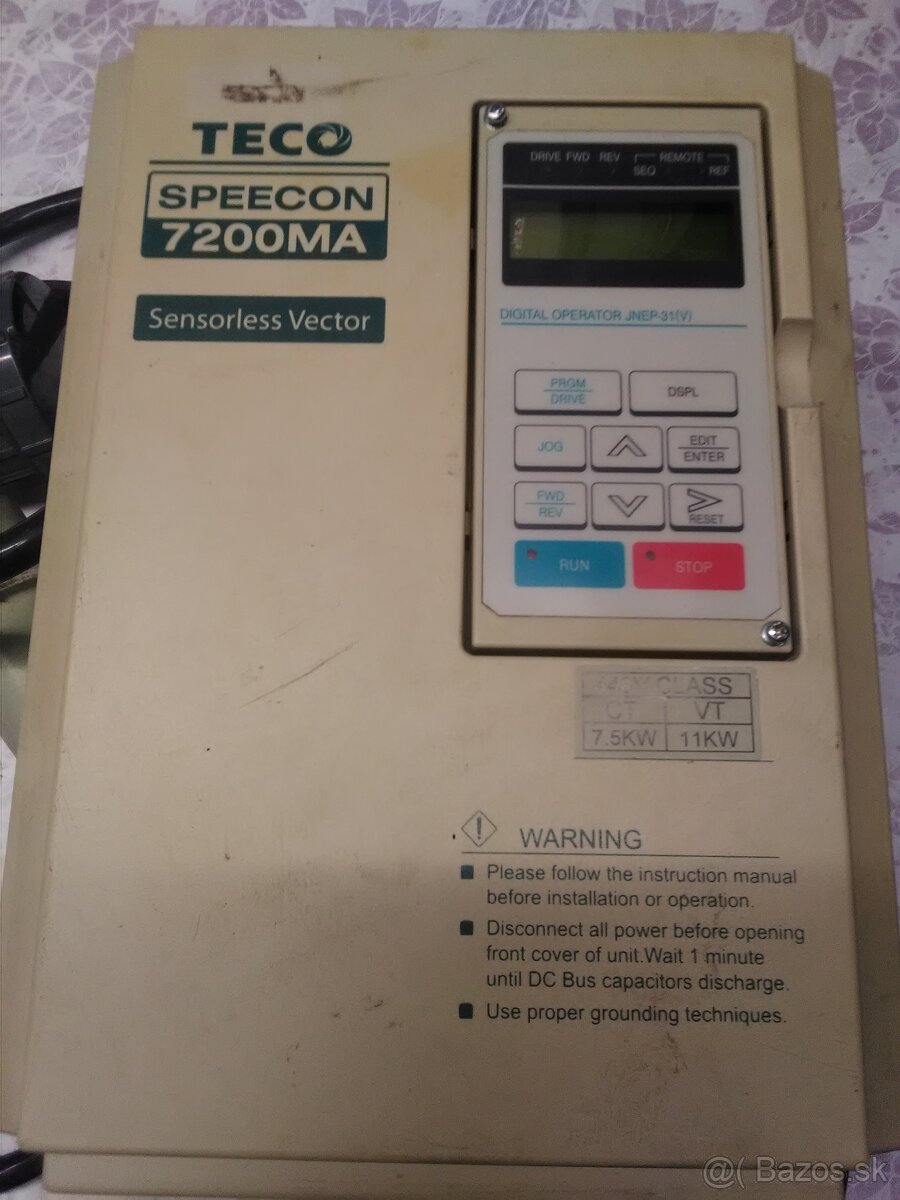 TECO
SPEECON
7200MA
Sensorless Vector
DRIVE FWD REV REMOTE
SEQ REF
DIGITAL OPERATOR JNEP-31(V)
PRGM
DRIVE
DSPL
JOG
EDIT
ENTER
FWD
REV
RESET
RUN
STOP
CLASS
CT VT
7.5KW 11KW
WARNING
Please follow the instruction manual
before installation or operation.
Disconnect all power before opening
front cover of unit.Wait 1 minute
until DC Bus capacitors discharge.
Use proper grounding techniques.
@( Bazos.sk